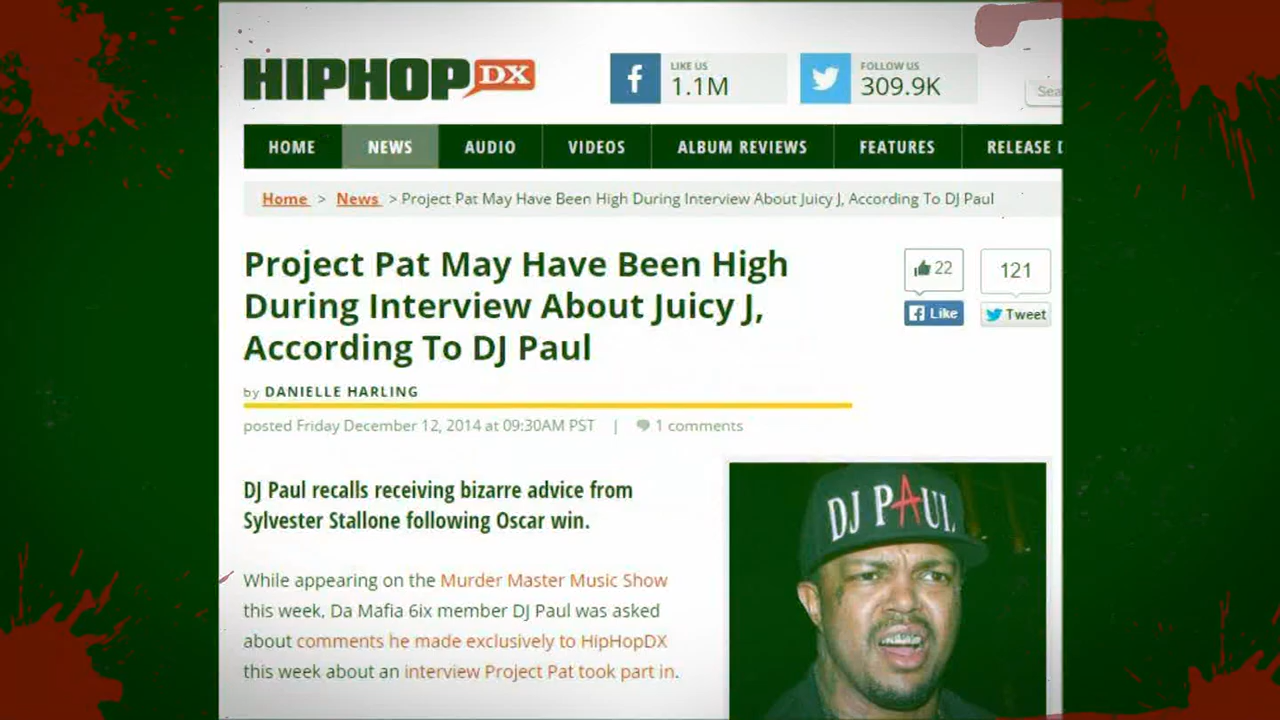 HIPHOP DX
LIKE US
1.1M
FOLLOW US
309.9K
Sea
HOME NEWS AUDIO VIDEOS ALBUM REVIEWS FEATURES RELEASE D
Home > News > Project Pat May Have Been High During Interview About Juicy J, According To DJ Paul
Project Pat May Have Been High
During Interview About Juicy J,
According To DJ Paul
22
121
Like
Tweet
by DANIELLE HARLING
posted Friday December 12, 2014 at 09:30AM PST | 1 comments
DJ Paul recalls receiving bizarre advice from
Sylvester Stallone following Oscar win.
While appearing on the Murder Master Music Show
this week, Da Mafia 6ix member DJ Paul was asked
about comments he made exclusively to HipHopDX
this week about an interview Project Pat took part in.
DJ PAUL